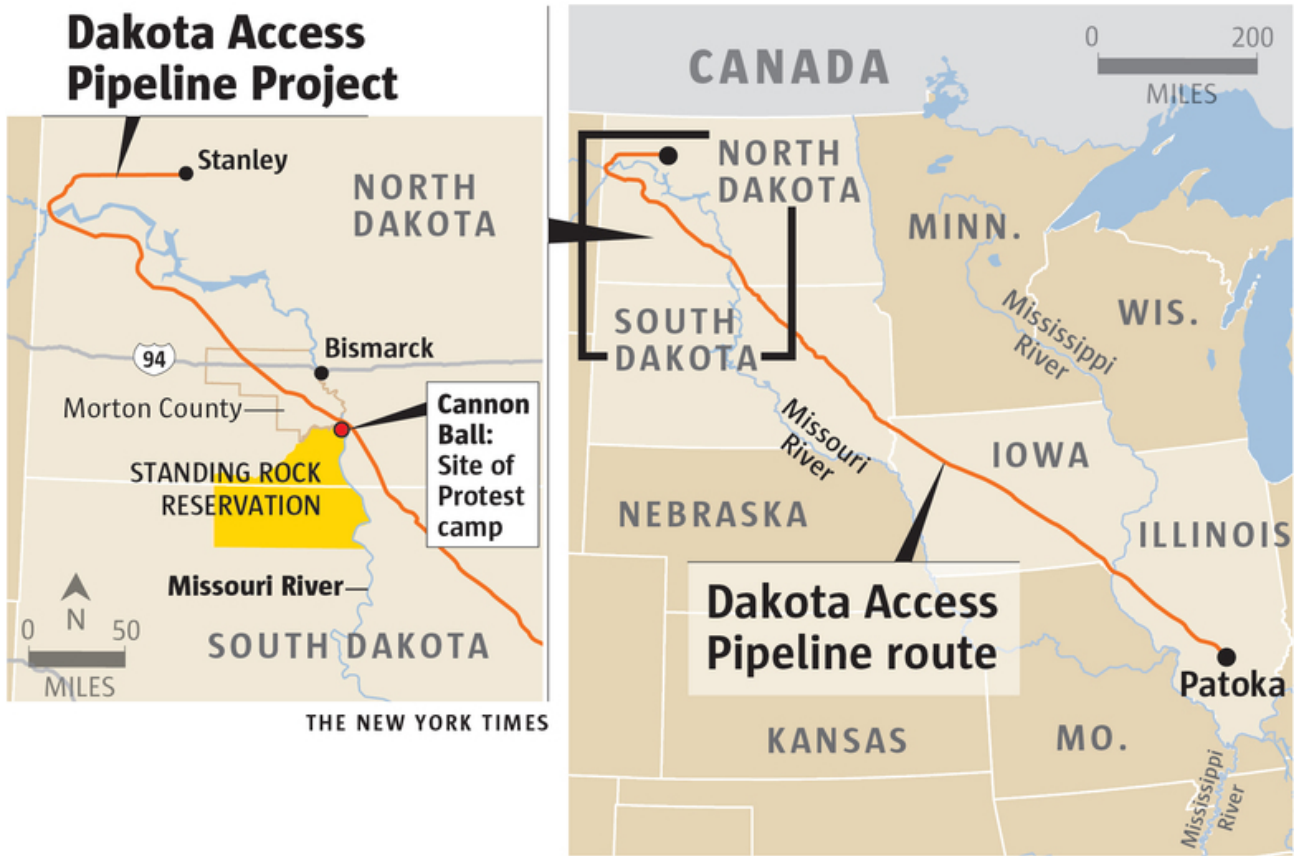 Dakota Access
Pipeline Project
Stanley
NORTH
DAKOTA
94
Bismarck
Morton County
Cannon
Ball:
Site of
Protest
camp
STANDING ROCK
RESERVATION
Missouri River
N
0 50
MILES
SOUTH DAKOTA
THE NEW YORK TIMES
CANADA
0 200
MILES
NORTH
DAKOTA
MINN.
SOUTH
DAKOTA
Mississippi
River
WIS.
Missouri
River
IOWA
NEBRASKA
ILLINOIS
Dakota Access
Pipeline route
Patoka
KANSAS
MO.
Mississippi
River